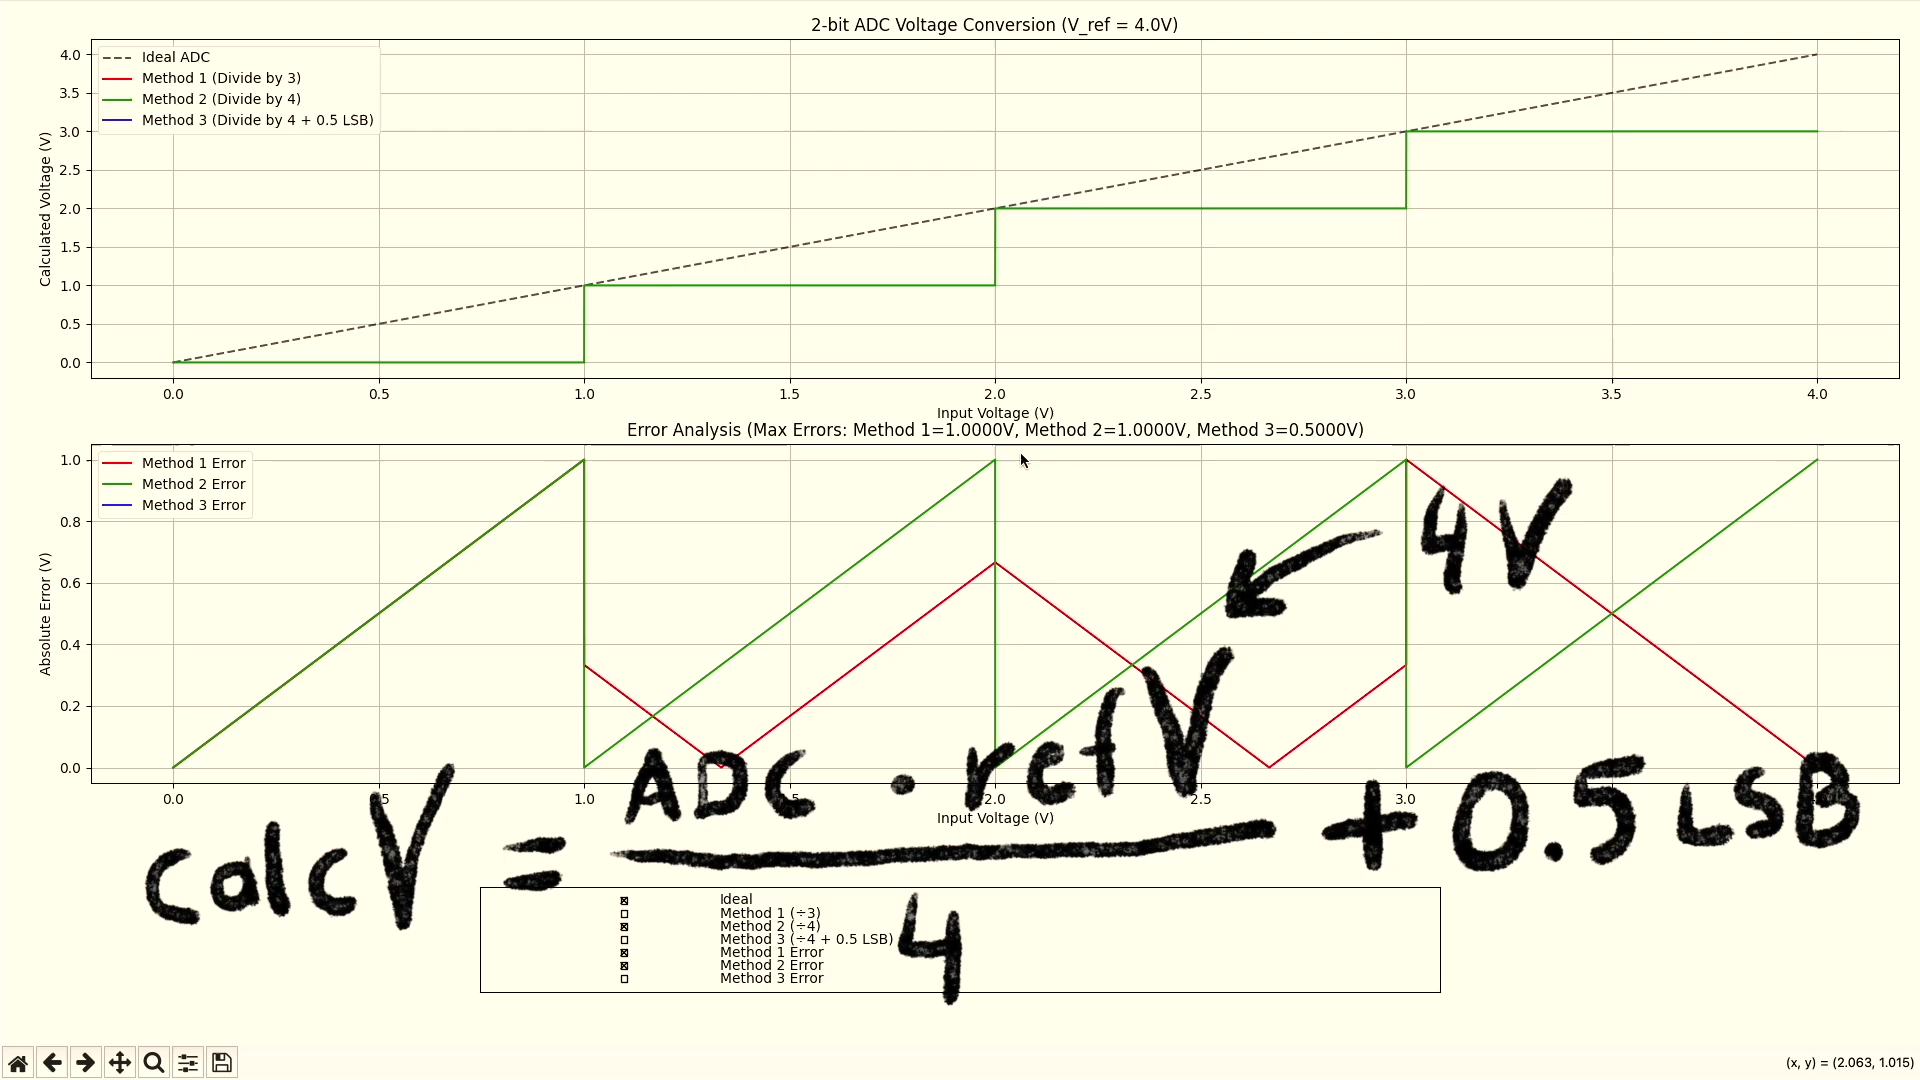 2-bit ADC Voltage Conversion (V_ref = 4.0V)
Ideal ADC
Method 1 (Divide by 3)
Method 2 (Divide by 4)
Method 3 (Divide by 4 + 0.5 LSB)
Calculated Voltage (V)
4.0
3.5
3.0
2.5
2.0
1.5
1.0
0.5
0.0
0.0 0.5 1.0 1.5 2.0 2.5 3.0 3.5 4.0
Input Voltage (V)
Error Analysis (Max Errors: Method 1=1.0000V, Method 2=1.0000V, Method 3=0.5000V)
Method 1 Error
Method 2 Error
Method 3 Error
Absolute Error (V)
1.0
0.8
0.6
0.4
0.2
0.0
4V
0.0 1.0 2.0 2.5 3.0
Input Voltage (V)
calcV = ADC · refV + 0.5 LSB
4
Ideal
Method 1 (÷3)
Method 2 (÷4)
Method 3 (÷4 + 0.5 LSB)
Method 1 Error
Method 2 Error
Method 3 Error
(x, y) = (2.063, 1.015)